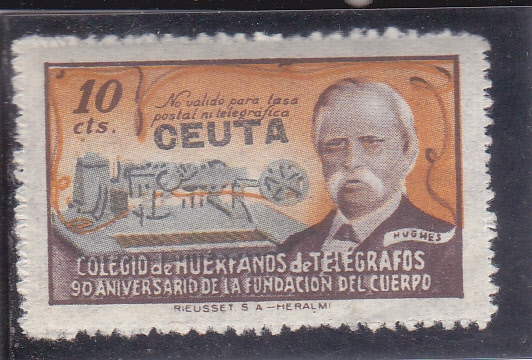 10
cts.
No valido para tasa
postal ni telegráfica
CEUTA
HUGHES
COLEGIO de HUERFANOS de TELEGRAFOS
90 ANIVERSARIO DE LA FUNDACION DEL CUERPO
RIEUSSET S A-HERALMI